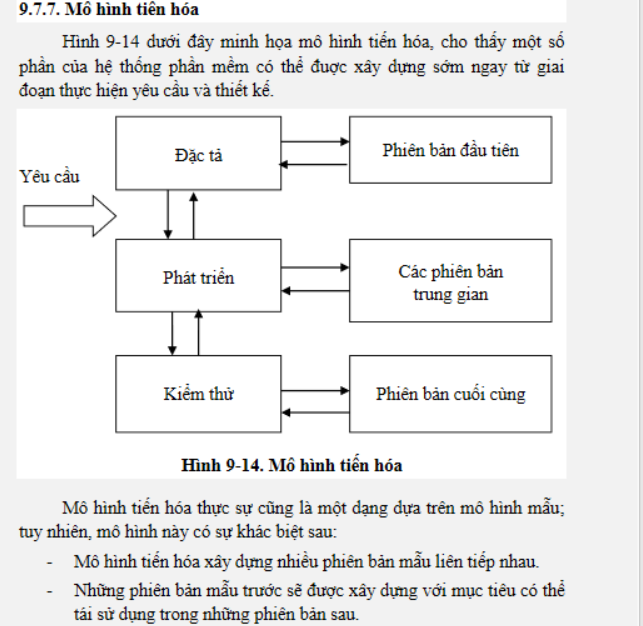 9.7.7. Mô hình tiến hóa
Hình 9-14 dưới đây minh họa mô hình tiến hóa, cho thấy một số
phần của hệ thống phần mềm có thể được xây dựng sớm ngay từ giai
đoạn thực hiện yêu cầu và thiết kế.
Đặc tả
Phiên bản đầu tiên
Yêu cầu
Phát triển
Các phiên bản
trung gian
Kiểm thử
Phiên bản cuối cùng
Hình 9-14. Mô hình tiến hóa
Mô hình tiến hóa thực sự cũng là một dạng dựa trên mô hình mẫu;
tuy nhiên, mô hình này có sự khác biệt sau:
- Mô hình tiến hóa xây dựng nhiều phiên bản mẫu liên tiếp nhau.
- Những phiên bản mẫu trước sẽ được xây dựng với mục tiêu có thể
tái sử dụng trong những phiên bản sau.